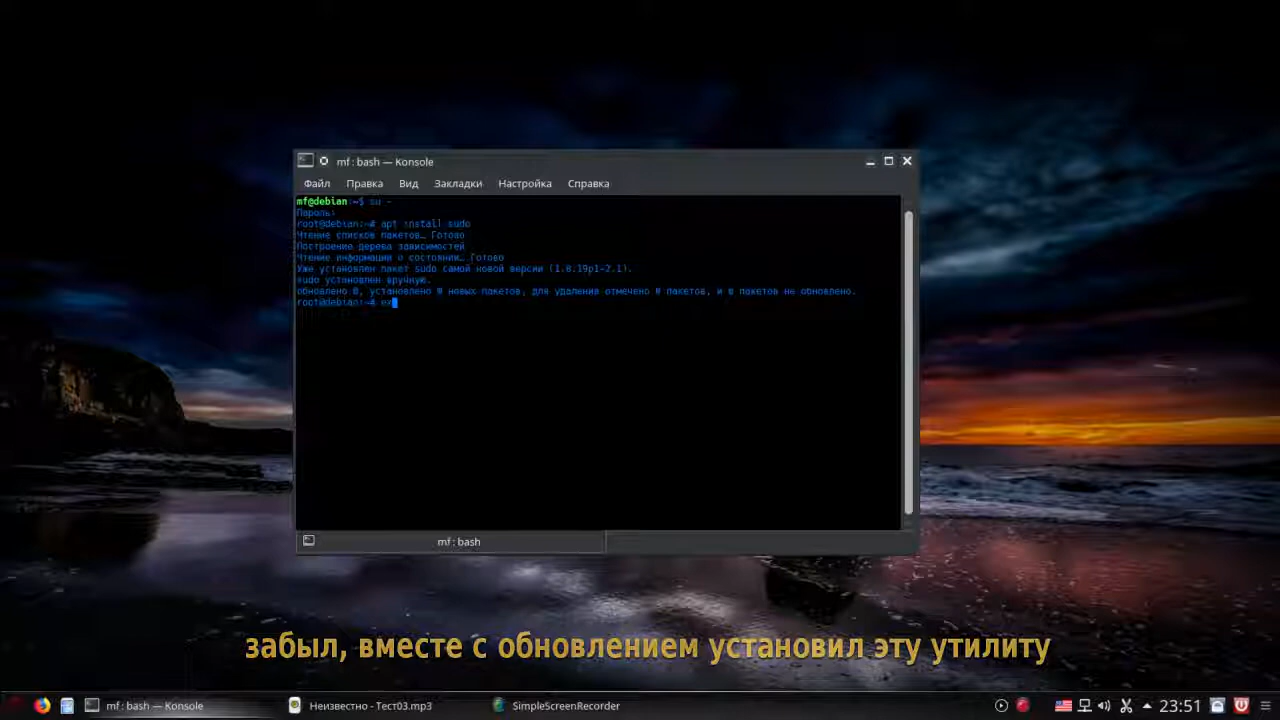 mf : bash — Konsole
Файл Правка Вид Закладки Настройка Справка
mf@debian:~$ su -
Пароль:
root@debian:~# apt install sudo
Чтение списков пакетов… Готово
Построение дерева зависимостей
Чтение информации о состоянии… Готово
Уже установлен пакет sudo самой новой версии (1.8.19p1-2.1).
sudo установлен вручную.
обновлено 0, установлено 0 новых пакетов, для удаления отмечено 0 пакетов, и 0 пакетов не обновлено.
root@debian:~# ex
mf : bash
забыл, вместе с обновлением установил эту утилиту
mf : bash — Konsole Неизвестно - Тест03.mp3 SimpleScreenRecorder 23:51